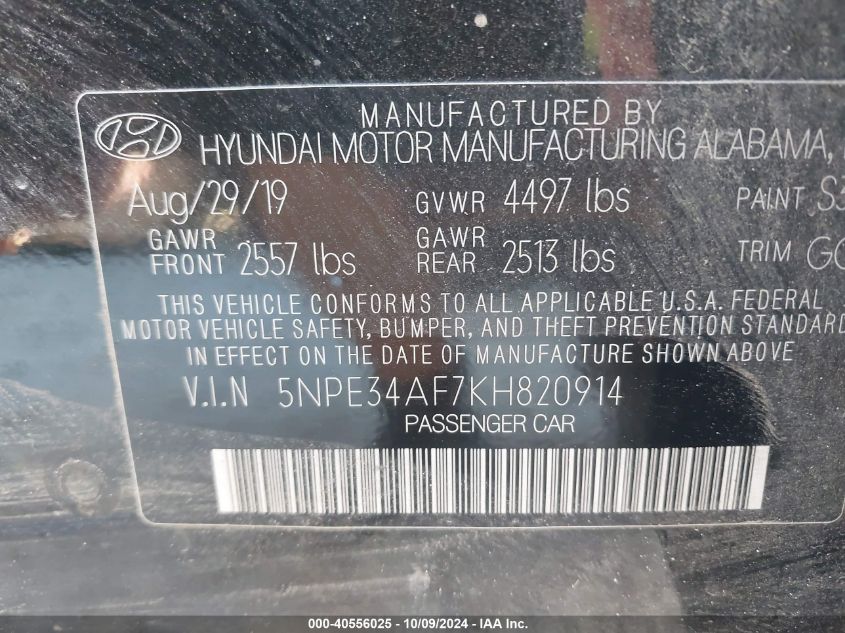 MANUFACTURED BY
HYUNDAI MOTOR MANUFACTURING ALABAMA,
Aug/29/19 GVWR 4497 lbs PAINT
GAWR FRONT 2557 lbs GAWR REAR 2513 lbs TRIM
THIS VEHICLE CONFORMS TO ALL APPLICABLE U.S.A. FEDERAL
MOTOR VEHICLE SAFETY, BUMPER, AND THEFT PREVENTION STANDARD
IN EFFECT ON THE DATE OF MANUFACTURE SHOWN ABOVE
V.I.N 5NPE34AF7KH820914
PASSENGER CAR
000-40556025 - 10/09/2024 - IAA Inc.